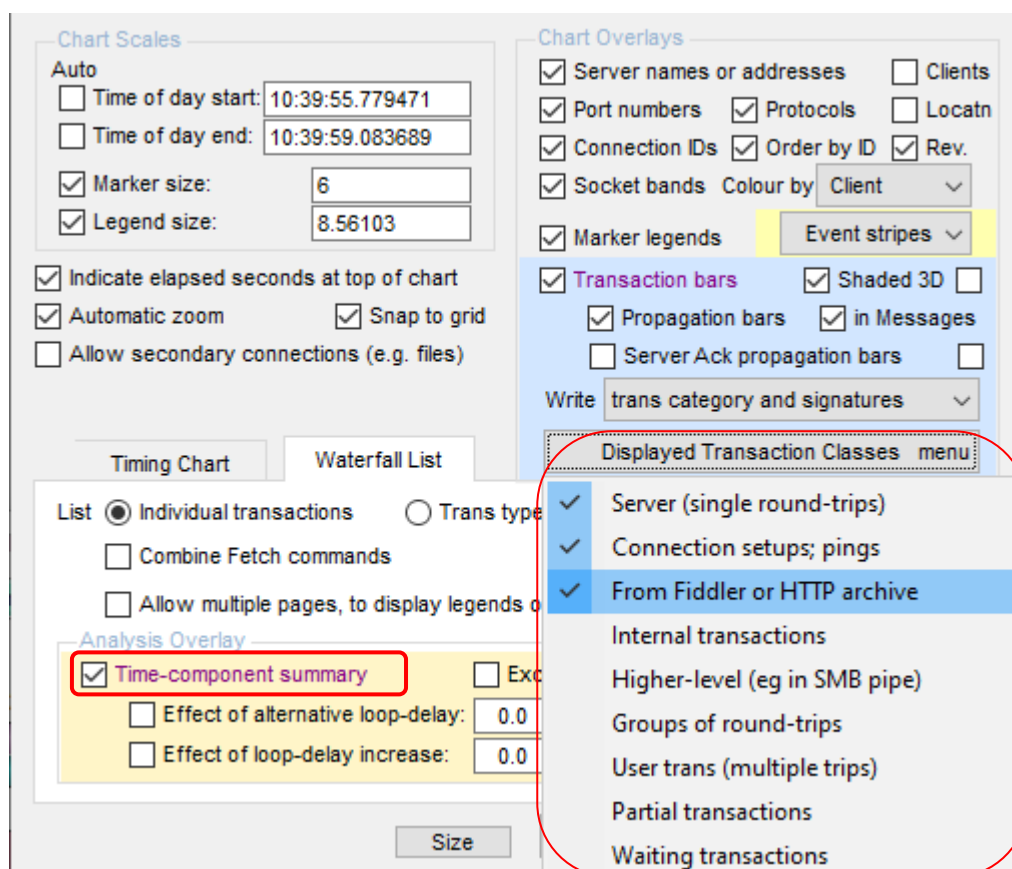 Chart Scales
Auto
Time of day start: 10:39:55.779471
Time of day end: 10:39:59.083689
Marker size: 6
Legend size: 8.56103
Indicate elapsed seconds at top of chart
Automatic zoom Snap to grid
Allow secondary connections (e.g. files)
Chart Overlays
Server names or addresses Clients
Port numbers Protocols Locatn
Connection IDs Order by ID Rev.
Socket bands Colour by Client
Marker legends Event stripes
Transaction bars Shaded 3D
Propagation bars in Messages
Server Ack propagation bars
Write trans category and signatures
Displayed Transaction Classes menu
Server (single round-trips)
Connection setups; pings
From Fiddler or HTTP archive
Internal transactions
Higher-level (eg in SMB pipe)
Groups of round-trips
User trans (multiple trips)
Partial transactions
Waiting transactions
Timing Chart Waterfall List
List Individual transactions Trans type
Combine Fetch commands
Allow multiple pages, to display legends o
Analysis Overlay
Time-component summary Exc
Effect of alternative loop-delay: 0.0
Effect of loop-delay increase: 0.0
Size